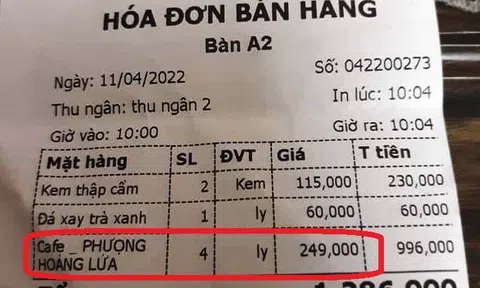 HÓA ĐƠN BÁN HÀNG
Bàn A2
Số: 042200273
Ngày: 11/04/2022
In lúc: 10:04
Thu ngân: thu ngân 2
Giờ vào: 10:00 Giờ ra: 10:04
Mặt hàng SL ĐVT Giá T tiền
Kem thập cẩm 2 Kem 115,000 230,000
Đá xay trà xanh 1 ly 60,000 60,000
Cafe _ PHƯỢNG HOÀNG LỬA 4 ly 249,000 996,000